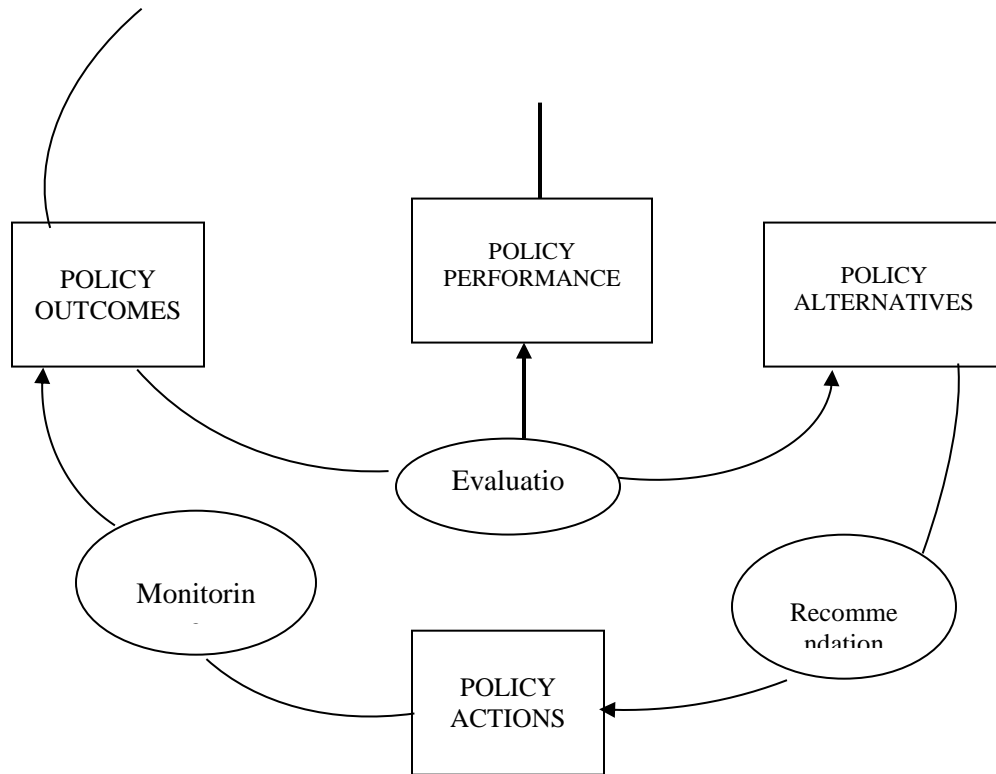 POLICY
PERFORMANCE
POLICY
OUTCOMES
POLICY
ALTERNATIVES
Evaluatio
Monitorin
Recomme
ndation
POLICY
ACTIONS